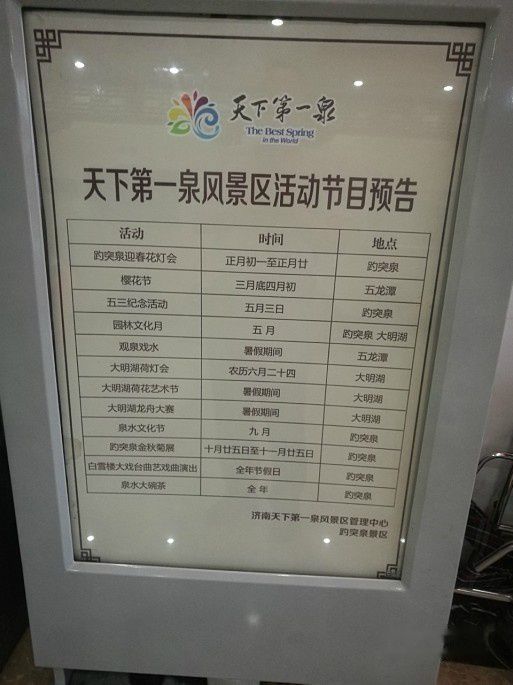 天下第一泉
The Best Spring
in the World
天下第一泉风景区活动节目预告
活动 时间 地点
趵突泉迎春花灯会 正月初一至正月廿 趵突泉
樱花节 三月底四月初 五龙潭
五三纪念活动 五月三日 趵突泉
园林文化月 五 月 趵突泉 大明湖
观泉戏水 暑假期间 五龙潭
大明湖荷灯会 农历六月二十四 大明湖
大明湖荷花艺术节 暑假期间 大明湖
大明湖龙舟大赛 暑假期间 大明湖
泉水文化节 九 月 趵突泉
趵突泉金秋菊展 十月廿五日至十一月廿五日 趵突泉
白雪楼大戏台曲艺戏曲演出 全年节假日 趵突泉
泉水大碗茶 全 年 趵突泉
济南天下第一泉风景区管理中心
趵突泉景区